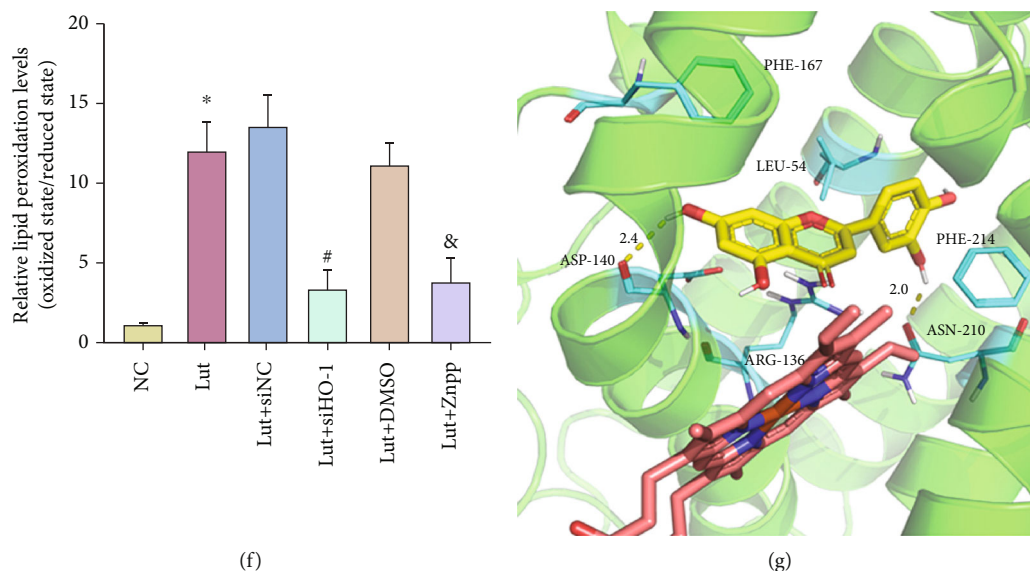 Relative lipid peroxidation levels
(oxidized state/reduced state)
20
15
10
5
0
*
#
&
NC
Lut
Lut+siNC
Lut+siHO-1
Lut+DMSO
Lut+Znpp
(f)
PHE-167
LEU-54
2.4
ASP-140
PHE-214
2.0
ASN-210
ARG-136
(g)